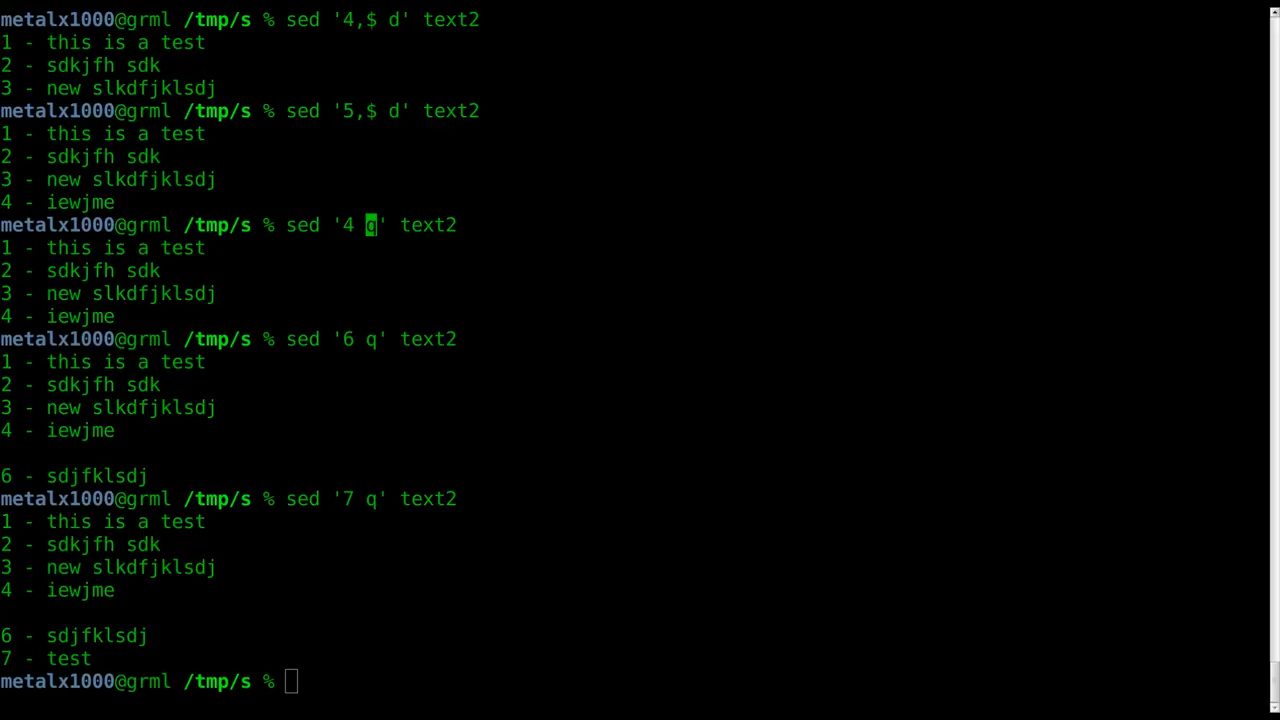 metalx1000@grml /tmp/s % sed '4,$ d' text2
1 - this is a test
2 - sdkjfh sdk
3 - new slkdfjklsdj
metalx1000@grml /tmp/s % sed '5,$ d' text2
1 - this is a test
2 - sdkjfh sdk
3 - new slkdfjklsdj
4 - iewjme
metalx1000@grml /tmp/s % sed '4 q' text2
1 - this is a test
2 - sdkjfh sdk
3 - new slkdfjklsdj
4 - iewjme
metalx1000@grml /tmp/s % sed '6 q' text2
1 - this is a test
2 - sdkjfh sdk
3 - new slkdfjklsdj
4 - iewjme

6 - sdjfklsdj
metalx1000@grml /tmp/s % sed '7 q' text2
1 - this is a test
2 - sdkjfh sdk
3 - new slkdfjklsdj
4 - iewjme

6 - sdjfklsdj
7 - test
metalx1000@grml /tmp/s %